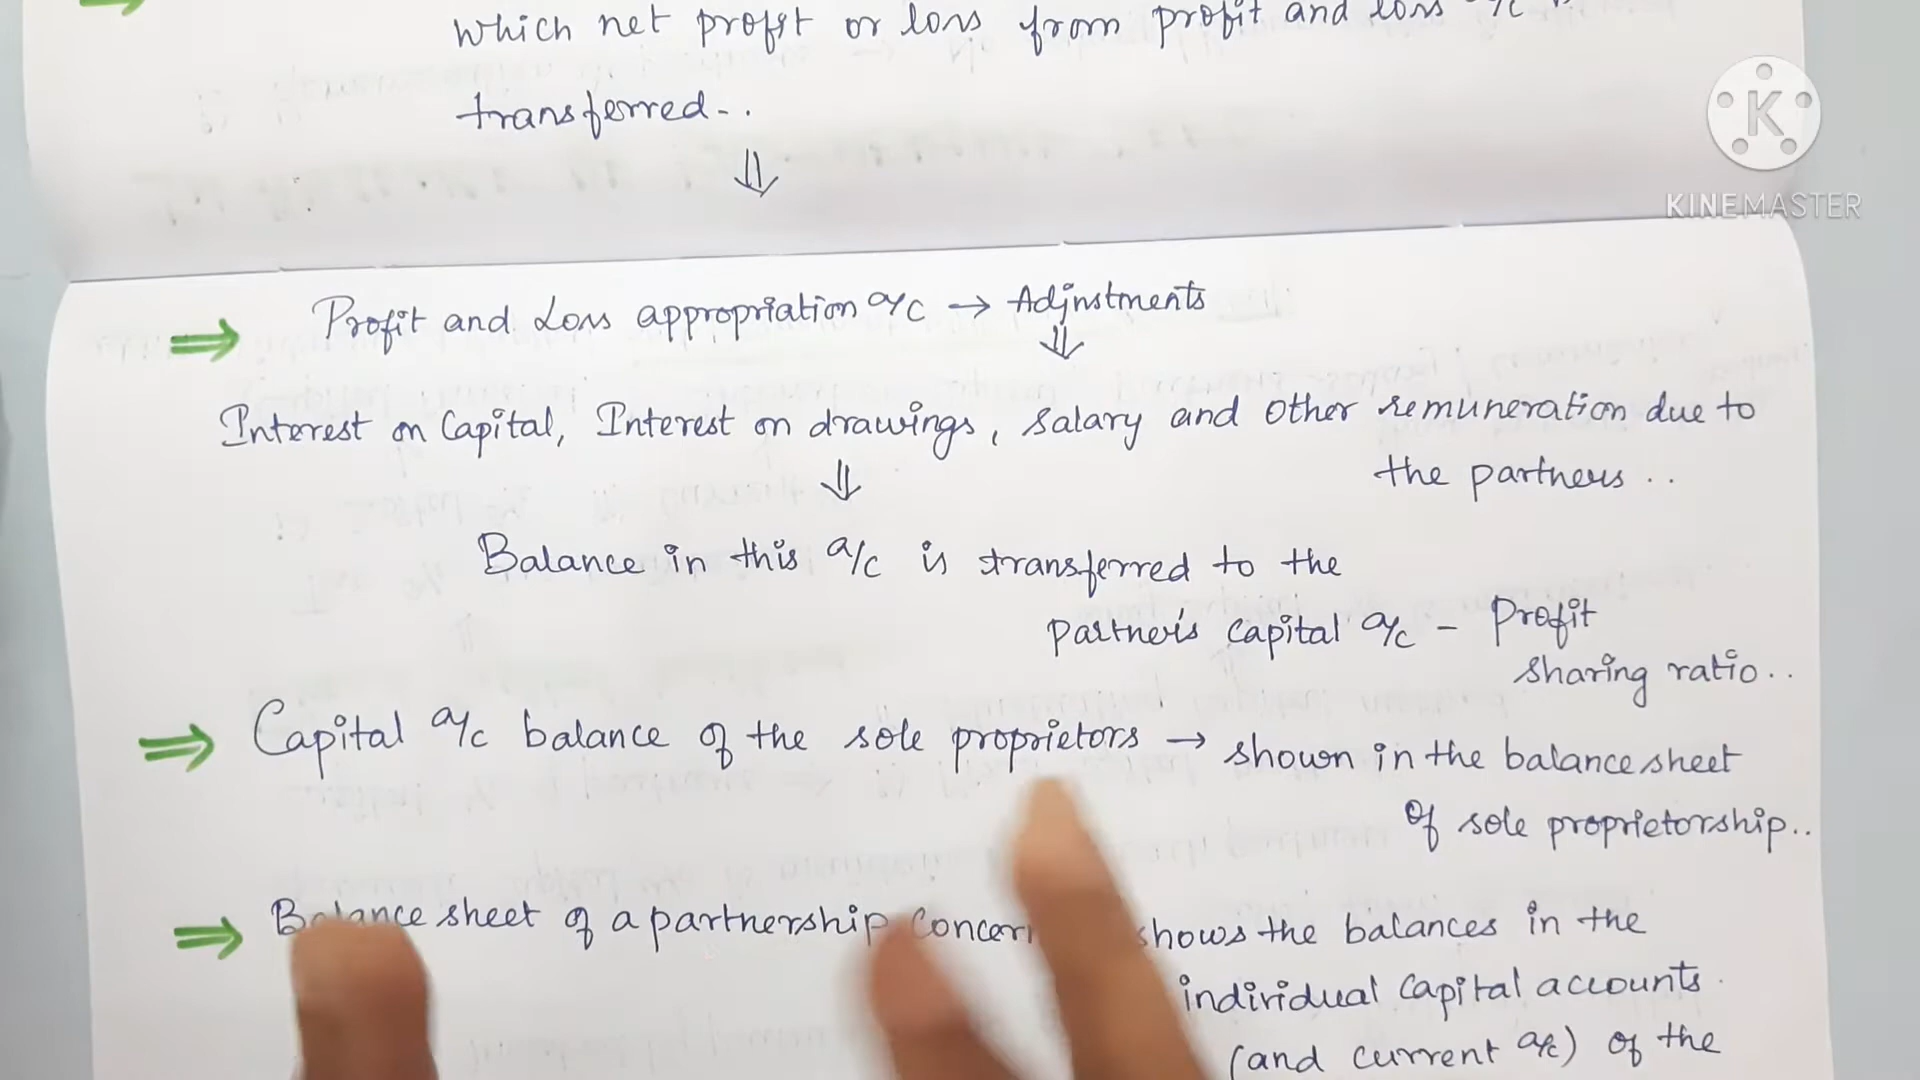 which net profit or loss from profit and loss a/c
transferred..
K
KINEMASTER
Profit and Loss appropriation a/c → Adjustments
Interest on Capital, Interest on drawings, salary and other remuneration due to
the partners ..
Balance in this a/c is transferred to the
partner's capital a/c - Profit
sharing ratio..
Capital a/c balance of the sole proprietors → shown in the balance sheet
of sole proprietorship..
Balance sheet of a partnership concern shows the balances in the
individual capital accounts
(and current a/c) of the